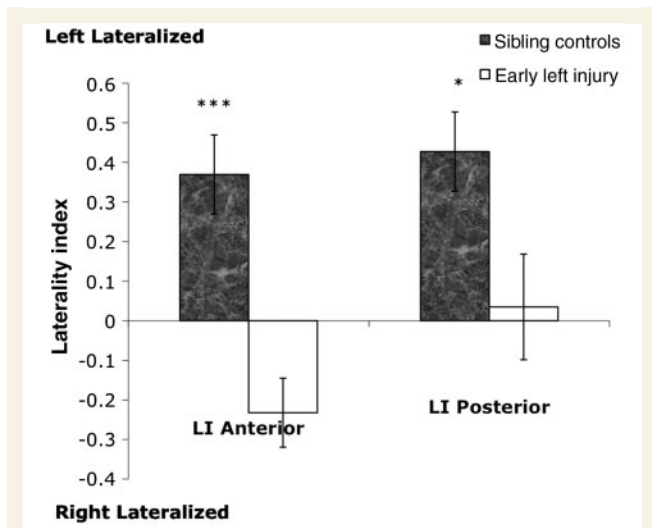 Left Lateralized
Sibling controls
Early left injury
***
*
0.6
0.5
0.4
0.3
0.2
0.1
0
-0.1
-0.2
-0.3
-0.4
Laterality index
LI Anterior
LI Posterior
Right Lateralized